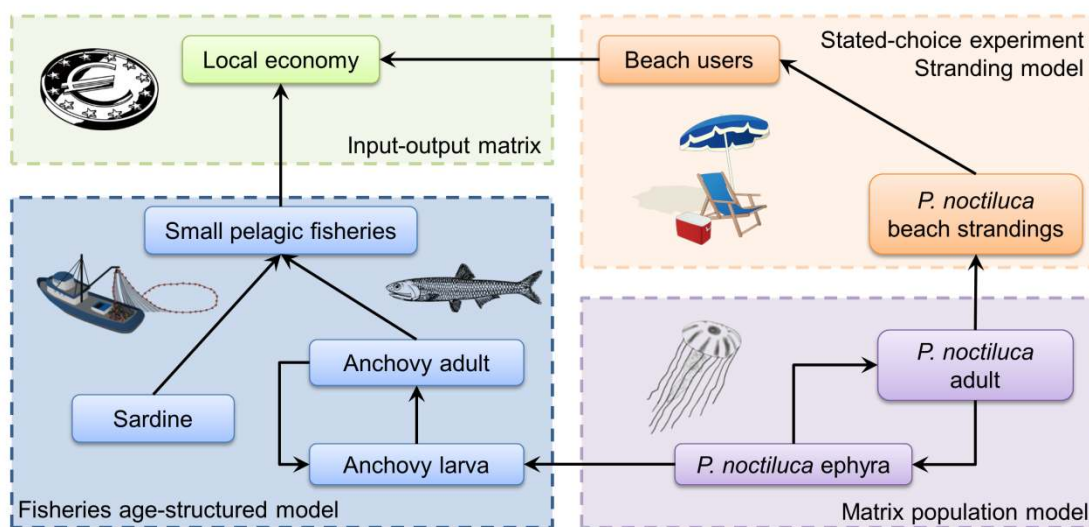 Local economy
Input-output matrix
Beach users
Stated-choice experiment
Stranding model
P. noctiluca
beach strandings
Small pelagic fisheries
Anchovy adult
Sardine
Anchovy larva
Fisheries age-structured model
P. noctiluca
adult
P. noctiluca ephyra
Matrix population model